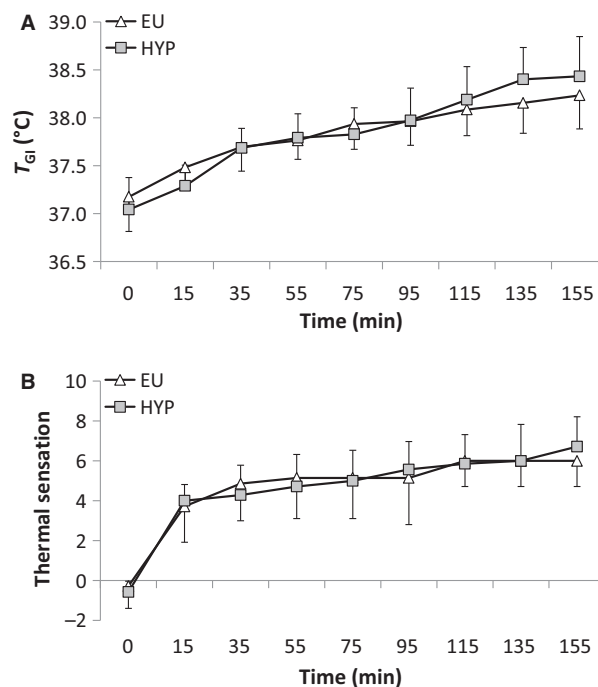 A
EU
HYP
T_GI (°C)
39.0
38.5
38.0
37.5
37.0
36.5
0 15 35 55 75 95 115 135 155
Time (min)
B
EU
HYP
Thermal sensation
10
8
6
4
2
0
–2
0 15 35 55 75 95 115 135 155
Time (min)